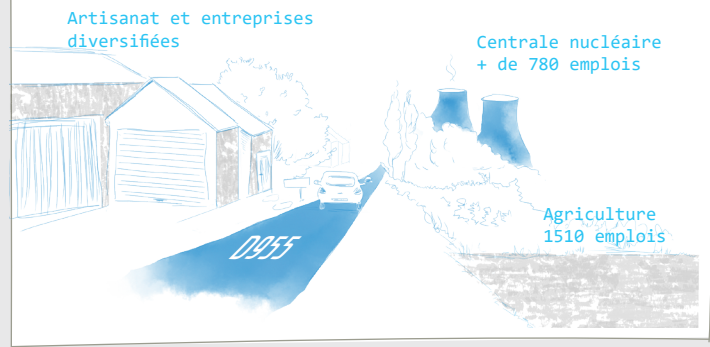 Artisanat et entreprises
diversifiées
Centrale nucléaire
+ de 780 emplois
Agriculture
1510 emplois
D955